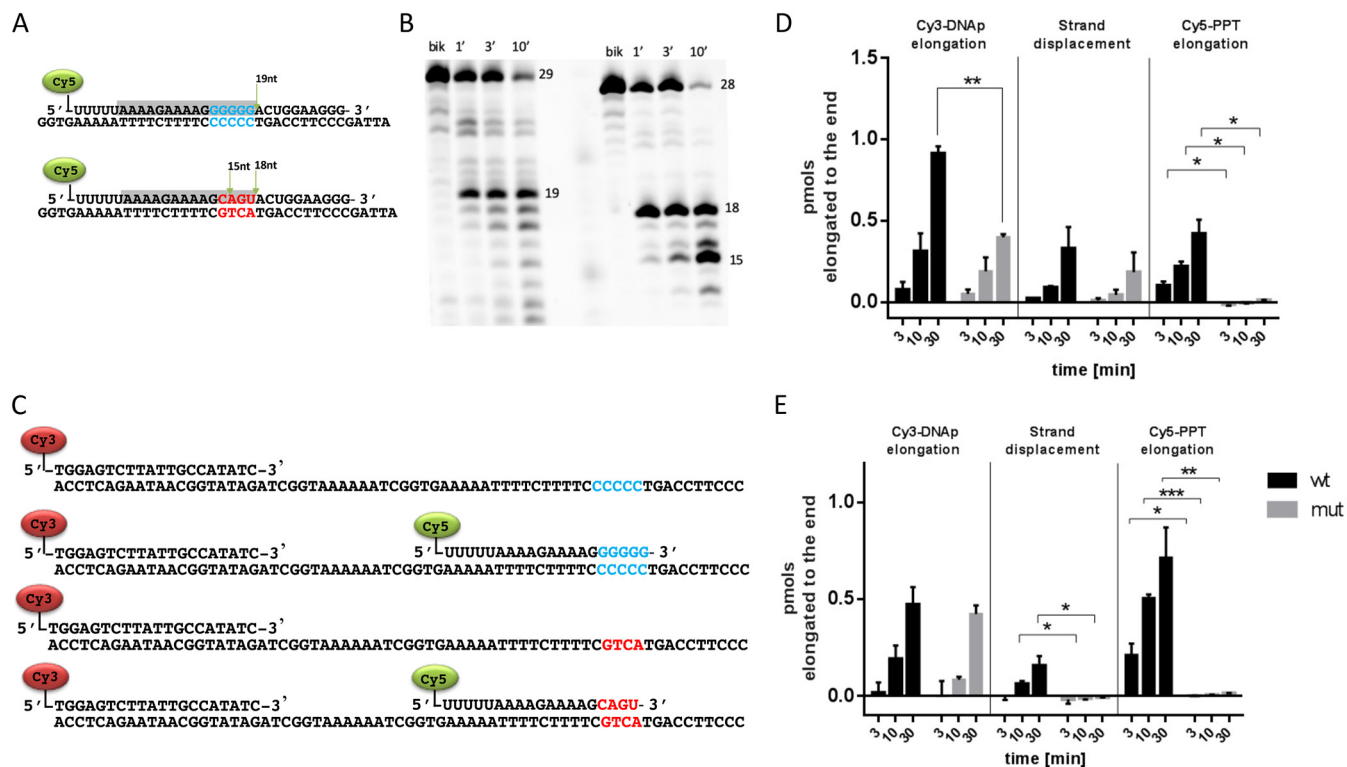 A
Cy5
19nt
5′-UUUUUAAAAGAAAAGGGGGGACUGGAAGGG-3′
GGTGAAAAATTTTCTTTTCCCCCCTGACCTTCCCGATTA
Cy5
15nt 18nt
5′-UUUUUAAAAGAAAAGCAGUACUGGAAGGG-3′
GGTGAAAAATTTTCTTTTCGTCATGACCTTCCCGATTA
B
bik 1′ 3′ 10′ bik 1′ 3′ 10′
29 28
19 18
15
C
Cy3
5′-TGGAGTCTTATTGCCATATC-3′
ACCTCAGAATAACGGTATAGATCGGTAAAAAATCGGTGAAAAATTTTCTTTTCCCCCCTGACCTTCCC
Cy3 Cy5
5′-TGGAGTCTTATTGCCATATC-3′ 5′-UUUUUAAAAGAAAAGGGGGG-3′
ACCTCAGAATAACGGTATAGATCGGTAAAAAATCGGTGAAAAATTTTCTTTTCCCCCCTGACCTTCCC
Cy3
5′-TGGAGTCTTATTGCCATATC-3′
ACCTCAGAATAACGGTATAGATCGGTAAAAAATCGGTGAAAAATTTTCTTTTCGTCATGACCTTCCC
Cy3 Cy5
5′-TGGAGTCTTATTGCCATATC-3′ 5′-UUUUUAAAAGAAAAGCAGU-3′
ACCTCAGAATAACGGTATAGATCGGTAAAAAATCGGTGAAAAATTTTCTTTTCGTCATGACCTTCCC
D
Cy3-DNAp elongation
Strand displacement
Cy5-PPT elongation
pmols
elongated to the end
1.5
1.0
0.5
0.0
**
*
*
*
3 10 30 3 10 30 3 10 30 3 10 30 3 10 30 3 10 30
time [min]
E
Cy3-DNAp elongation
Strand displacement
Cy5-PPT elongation
pmols
elongated to the end
1.0
0.5
0.0
*
*
**
***
*
3 10 30 3 10 30 3 10 30 3 10 30 3 10 30 3 10 30
time [min]
wt
mut